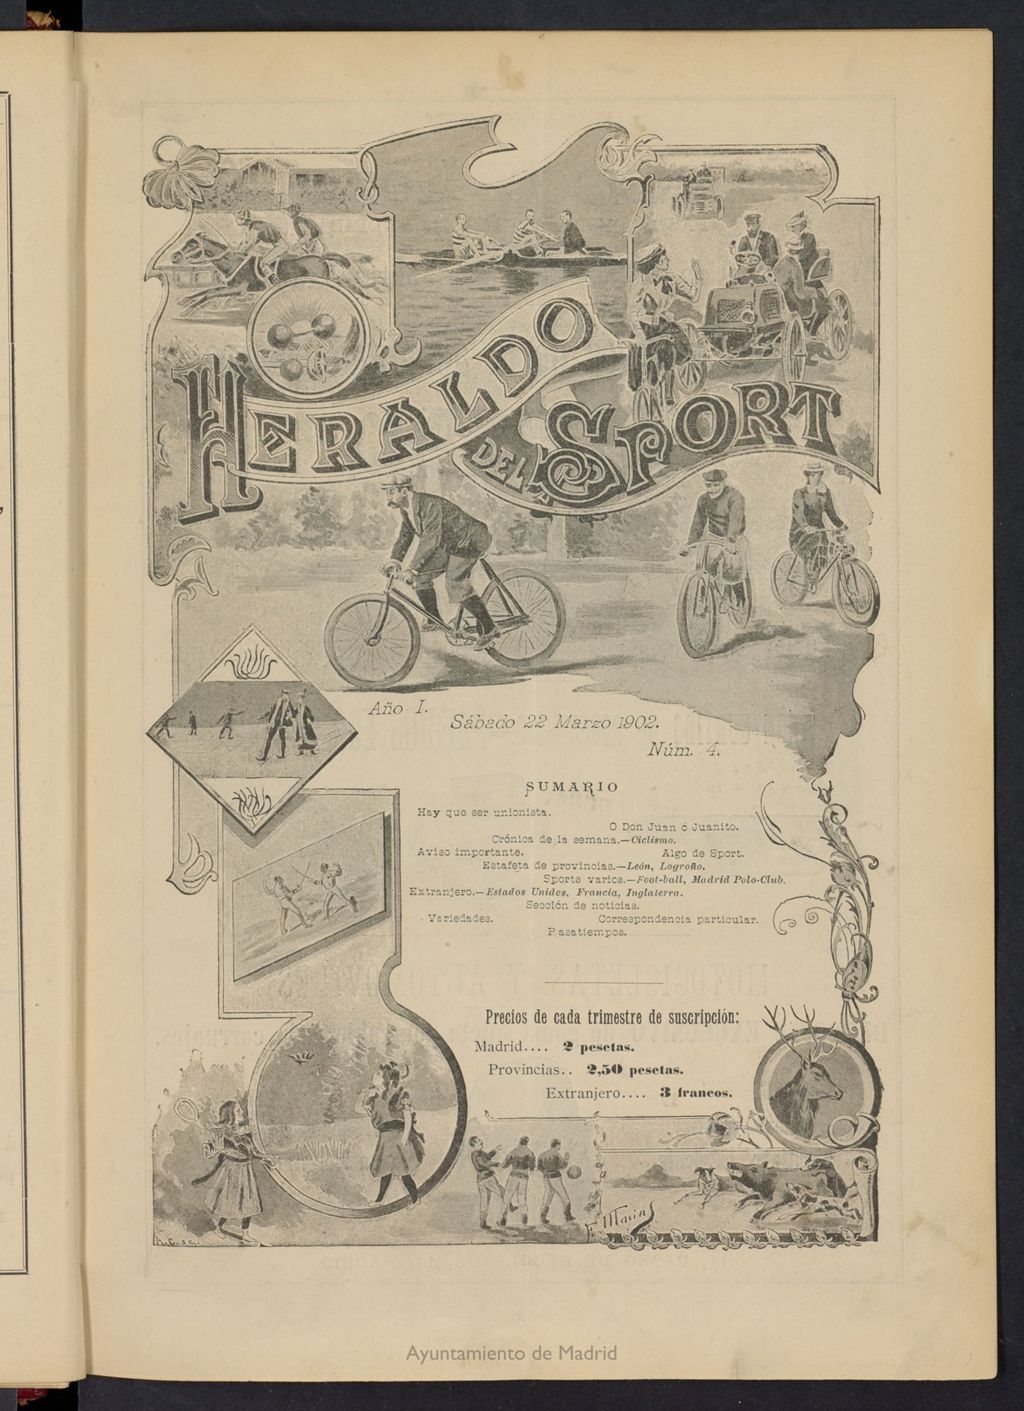 HERALDO
DEL SPORT
Año I.
Sábado 22 Marzo 1902.
Núm. 4.
SUMARIO
Hay que ser unionista.
O Don Juan ó Juanito.
Crónica de la semana.—Ciclismo.
Aviso importante. Algo de Sport.
Estafeta de provincias.—León, Logroño.
Sports varios.—Foot-ball, Madrid Polo-Club.
Extranjero.—Estados Unidos, Francia, Inglaterra.
Sección de noticias.
Variedades. Correspondencia particular.
Pasatiempos.
Precios de cada trimestre de suscripción:
Madrid.... 2 pesetas.
Provincias.. 2,50 pesetas.
Extranjero.... 3 francos.
Ayuntamiento de Madrid